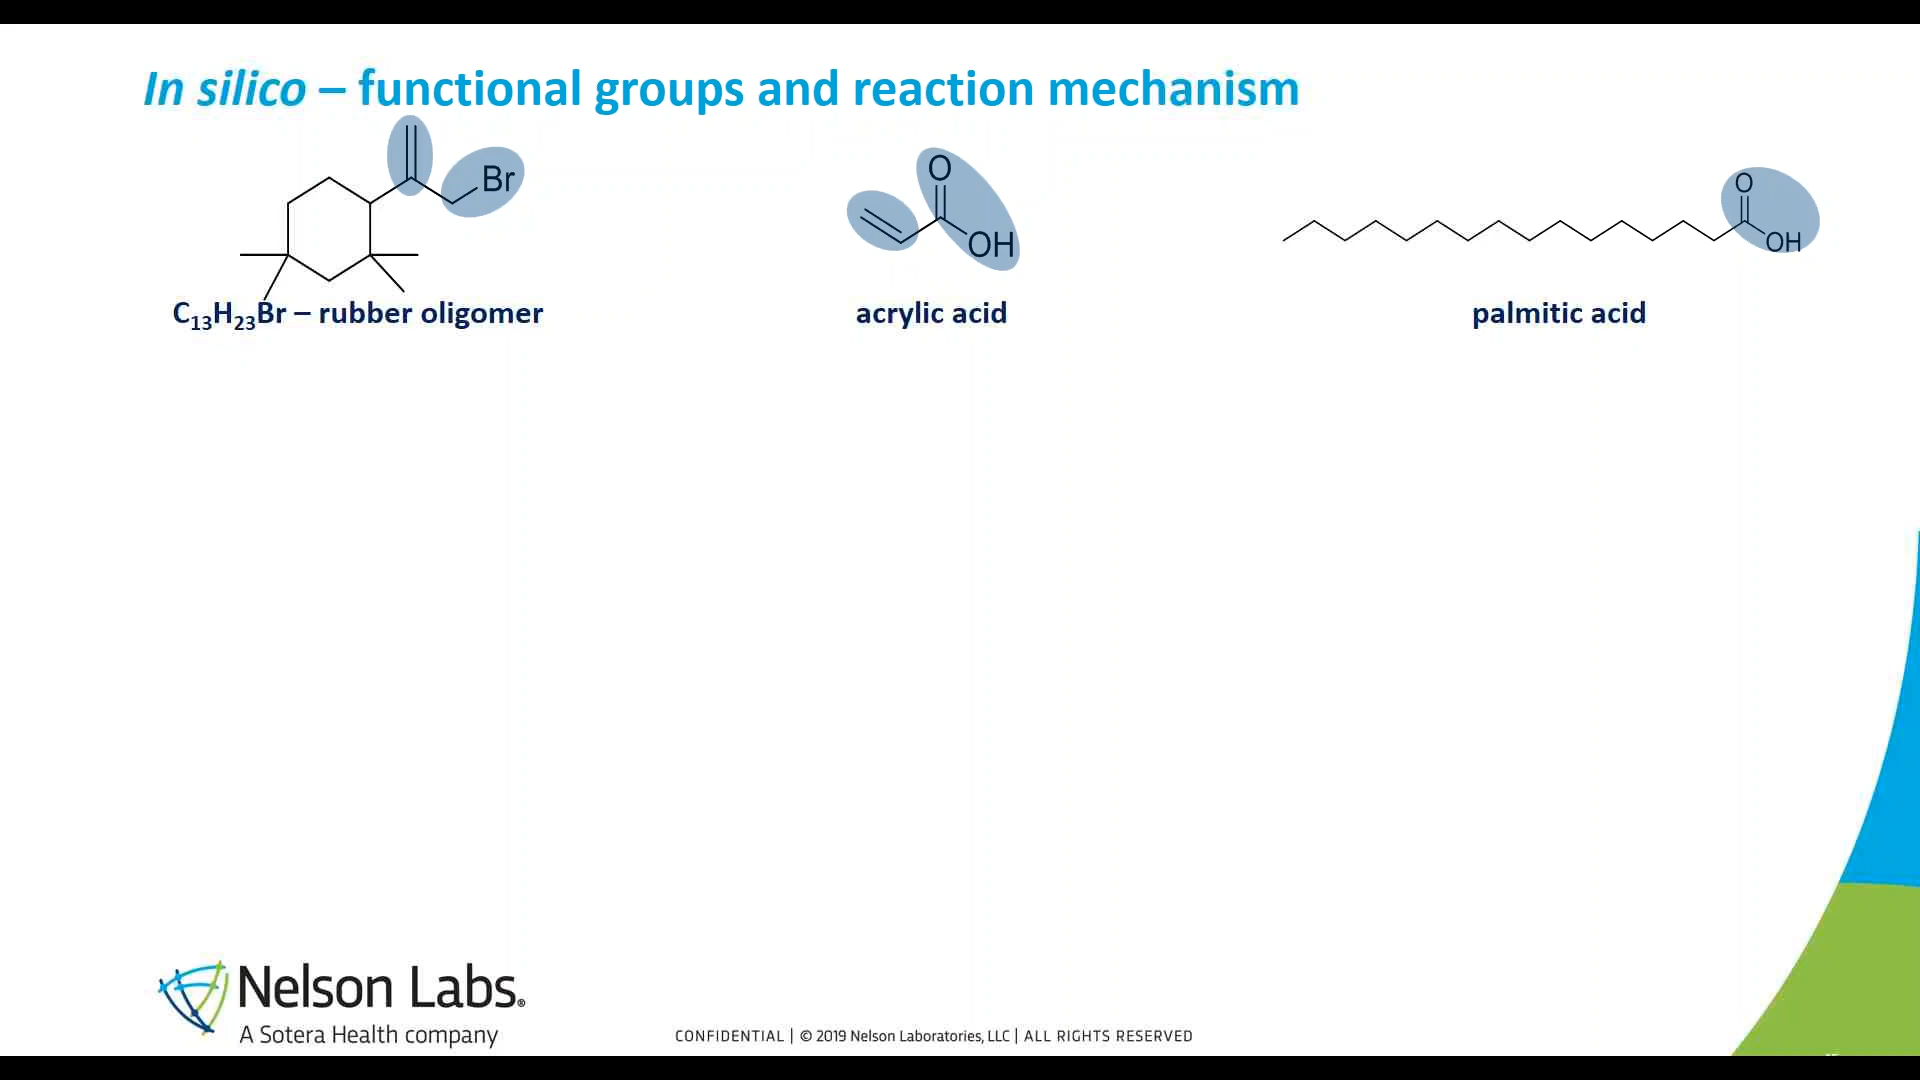 In silico – functional groups and reaction mechanism
Br
O
OH
O
OH
C13H23Br – rubber oligomer
acrylic acid
palmitic acid
Nelson Labs®
A Sotera Health company
CONFIDENTIAL | © 2019 Nelson Laboratories, LLC | ALL RIGHTS RESERVED